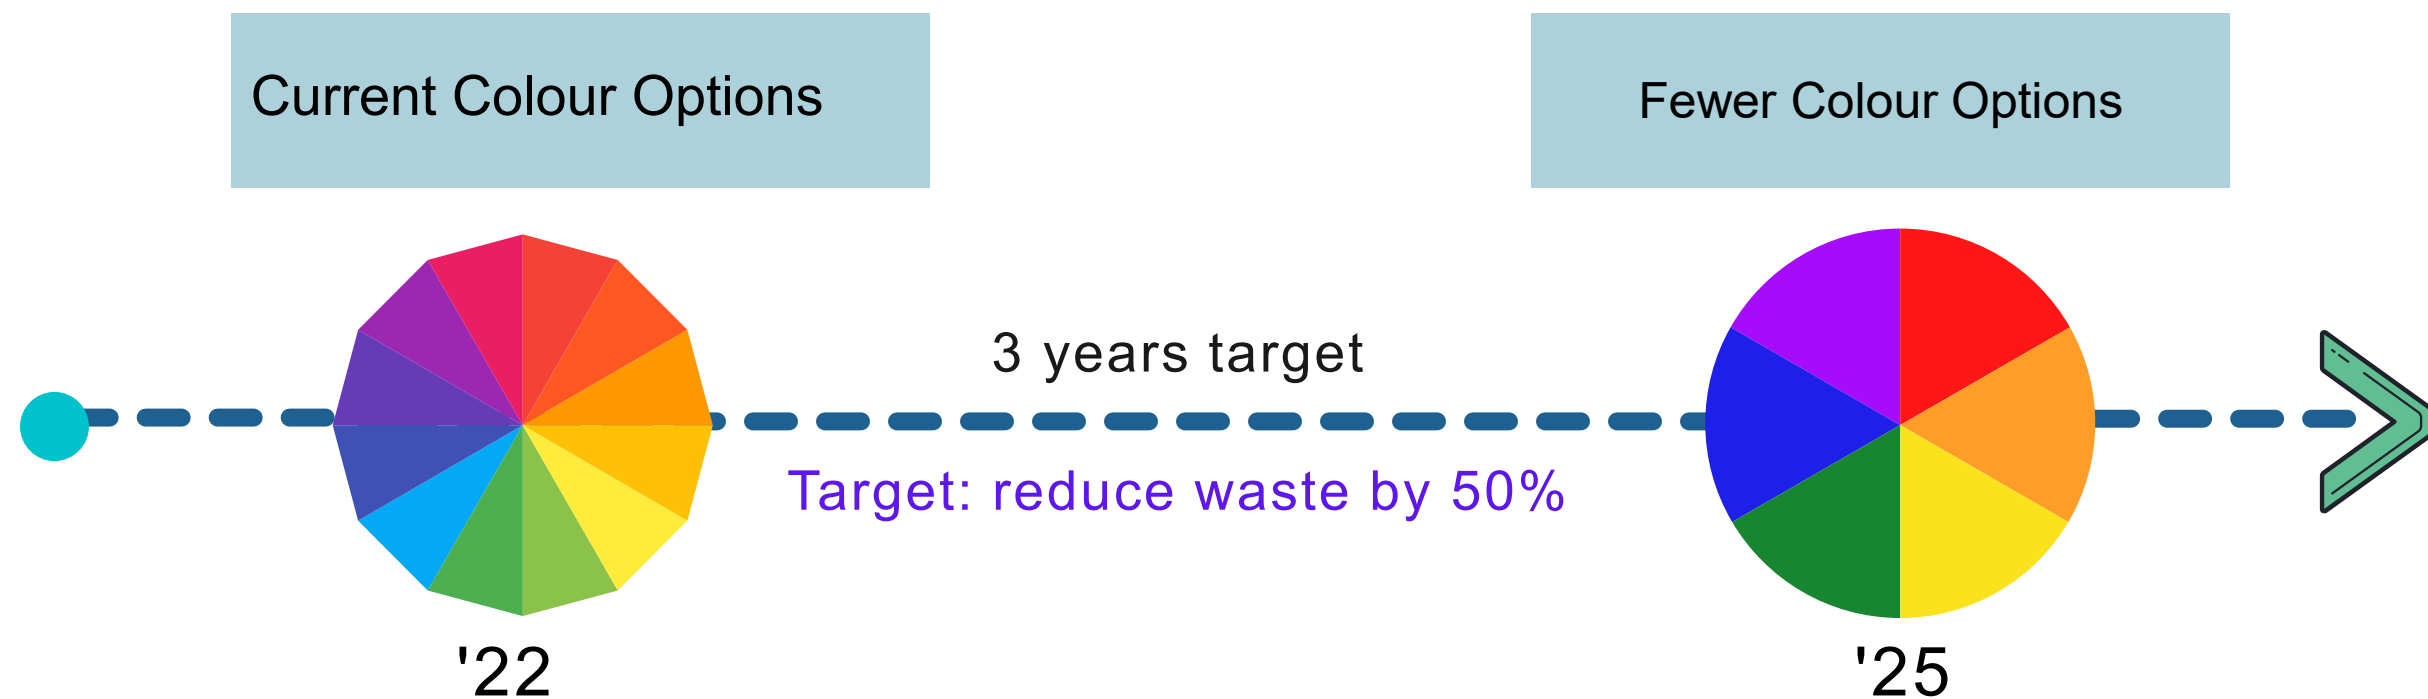 Current Colour Options
Fewer Colour Options
3 years target
Target: reduce waste by 50%
'22
'25